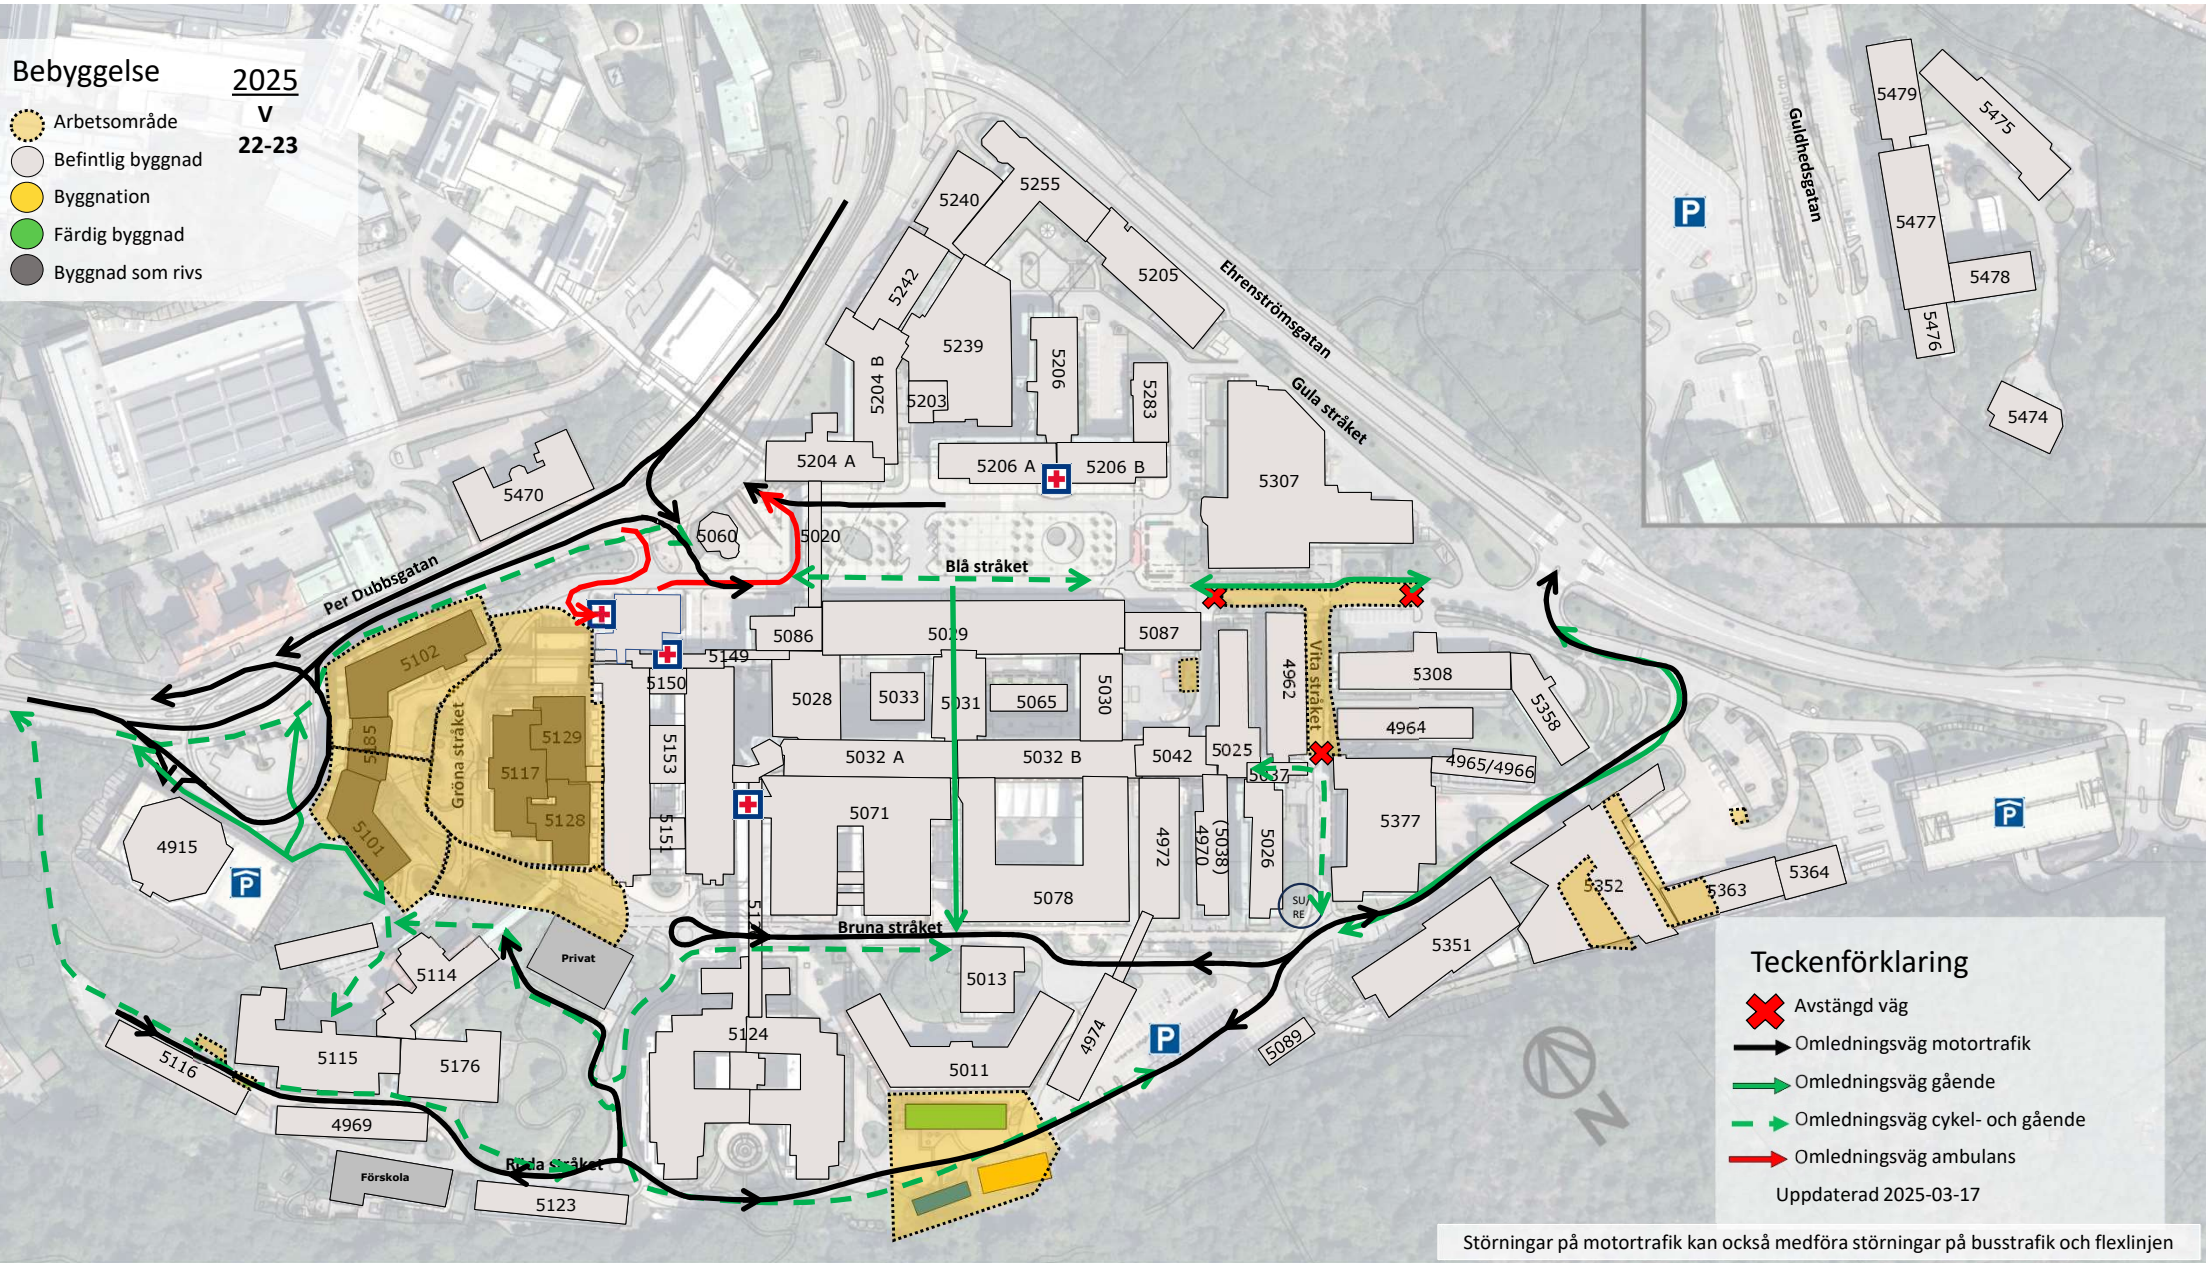 Bebyggelse
2025
V
22-23
Arbetsområde
Befintlig byggnad
Byggnation
Färdig byggnad
Byggnad som rivs
5479
5475
5477
5478
5476
5474
Guldhedsgatan
P
5255
5240
5242
5205
5239
5206
5283
5204 B
5203
5204 A
5206 A
5206 B
Ehrenströmsgatan
Gula stråket
5307
5470
5060
5020
Per Dubbsgatan
Blå stråket
5102
5185
5101
5129
5117
5128
Gröna stråket
5086
5029
5087
5149
5150
5153
5151
5028
5033
5031
5065
5030
4962
Vita stråket
5308
5358
4964
4965/4966
5032 A
5032 B
5042
5025
5037
5071
5078
4972
(5038)
4970
5026
5377
4915
P
SU/
RE
5352
5363
5364
P
5351
Bruna stråket
Privat
5114
5013
5115
5176
5124
5011
4974
P
5089
5116
4969
Röda stråket
Förskola
5123
N
Teckenförklaring
Avstängd väg
Omledningsväg motortrafik
Omledningsväg gående
Omledningsväg cykel- och gående
Omledningsväg ambulans
Uppdaterad 2025-03-17
Störningar på motortrafik kan också medföra störningar på busstrafik och flexlinjen